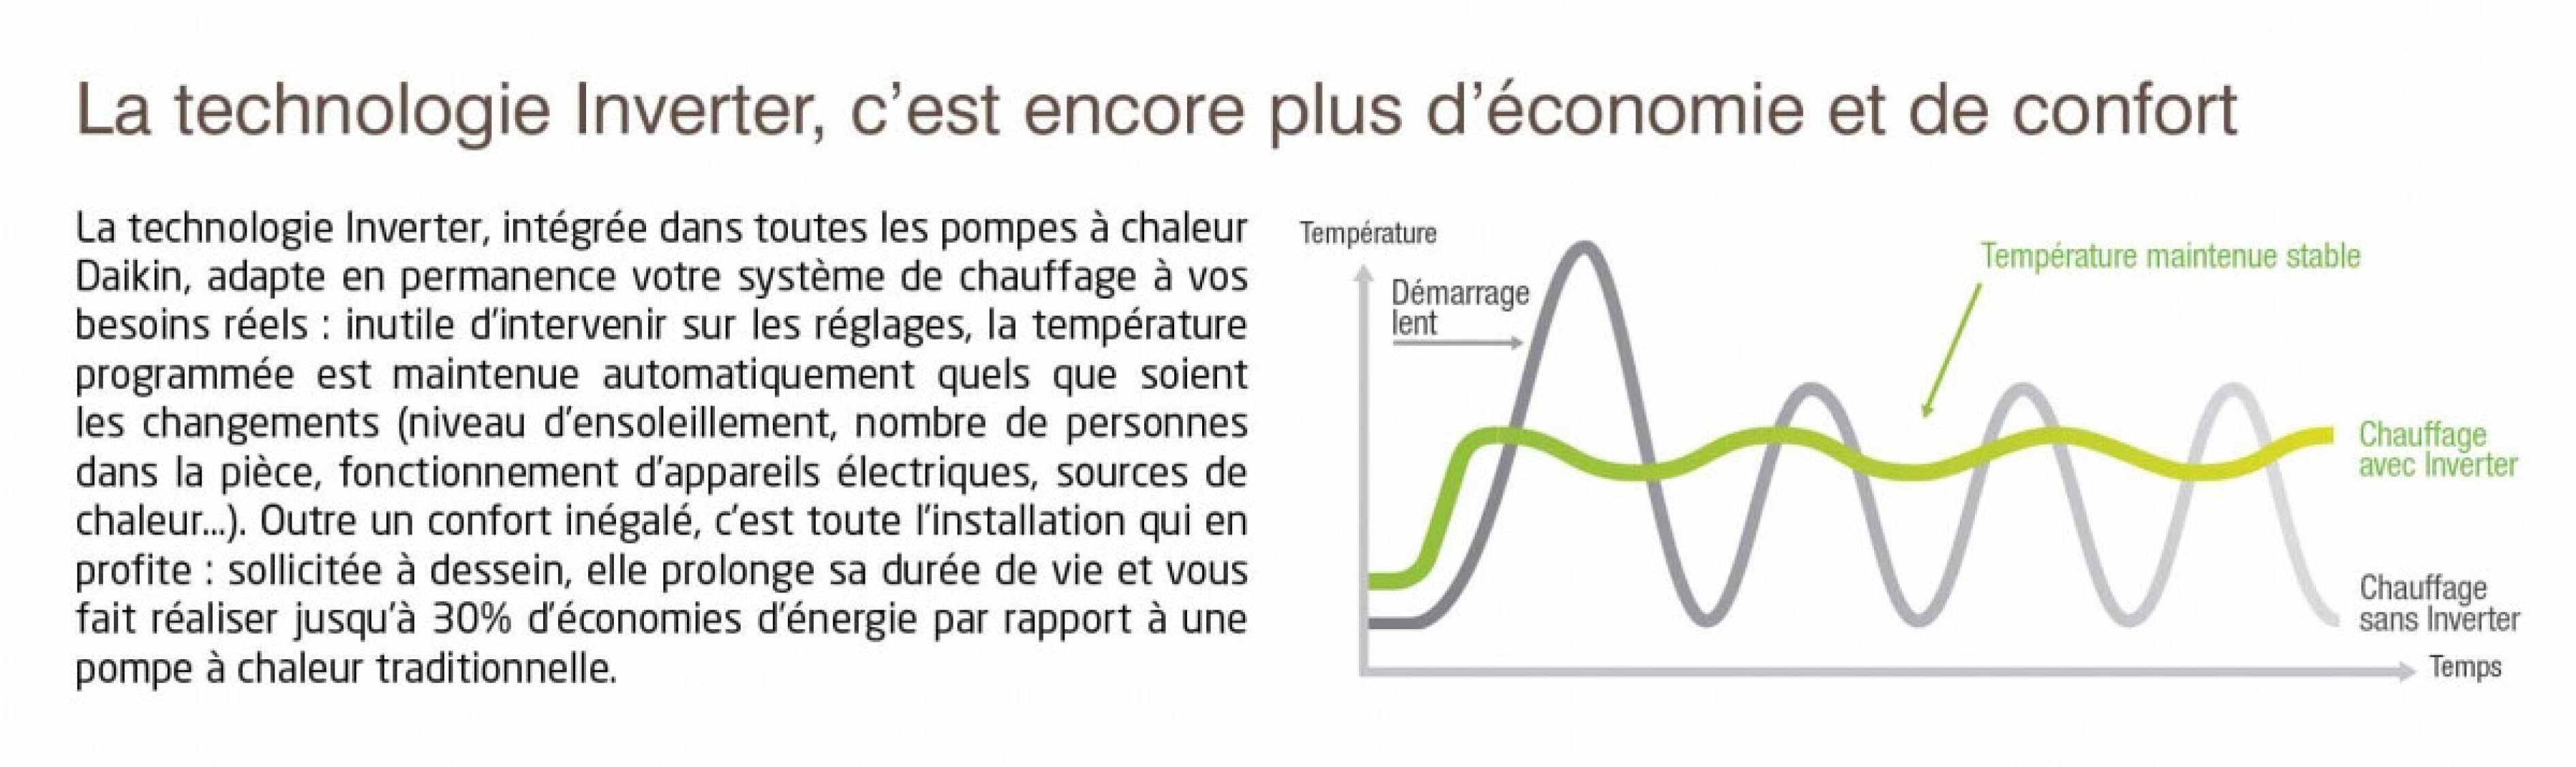 La technologie Inverter, c'est encore plus d'économie et de confort
La technologie Inverter, intégrée dans toutes les pompes à chaleur
Daikin, adapte en permanence votre système de chauffage à vos
besoins réels : inutile d'intervenir sur les réglages, la température
programmée est maintenue automatiquement quels que soient
les changements (niveau d'ensoleillement, nombre de personnes
dans la pièce, fonctionnement d'appareils électriques, sources de
chaleur...). Outre un confort inégalé, c'est toute l'installation qui en
profite : sollicitée à dessein, elle prolonge sa durée de vie et vous
fait réaliser jusqu'à 30% d'économies d'énergie par rapport à une
pompe à chaleur traditionnelle.
Température
Démarrage
lent
Température maintenue stable
Chauffage
avec Inverter
Chauffage
sans Inverter
Temps